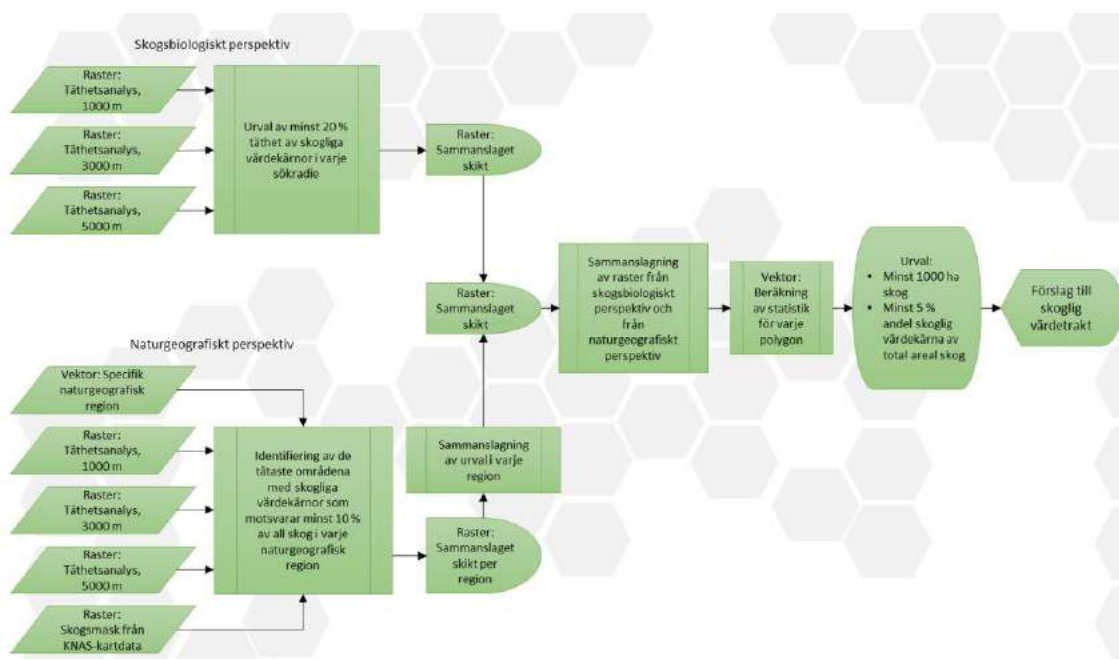 Skogsbiologiskt perspektiv
Raster:
Täthetsanalys,
1000 m
Raster:
Täthetsanalys,
3000 m
Raster:
Täthetsanalys,
5000 m
Urval av minst 20 %
täthet av skogliga
värdekärnor i varje
sökradie
Raster:
Sammanslaget
skikt
Naturgeografiskt perspektiv
Vektor: Specifik
naturgeografisk
region
Raster:
Täthetsanalys,
1000 m
Raster:
Täthetsanalys,
3000 m
Raster:
Täthetsanalys,
5000 m
Raster:
Skogsmask från
KNAS-kartdata
Identifiering av de
tätaste områdena
med skogliga
värdekärnor som
motsvarar minst 10 %
av all skog i varje
naturgeografisk
region
Raster:
Sammanslaget
skikt per
region
Sammanslagning
av urval i varje
region
Raster:
Sammanslaget
skikt
Sammanslagning
av raster från
skogsbiologiskt
perspektiv och från
naturgeografiskt
perspektiv
Vektor:
Beräkning
av statistik
för varje
polygon
Urval:
• Minst 1000 ha
skog
• Minst 5 %
andel skoglig
värdekärna av
total areal skog
Förslag till
skoglig
värdetrakt